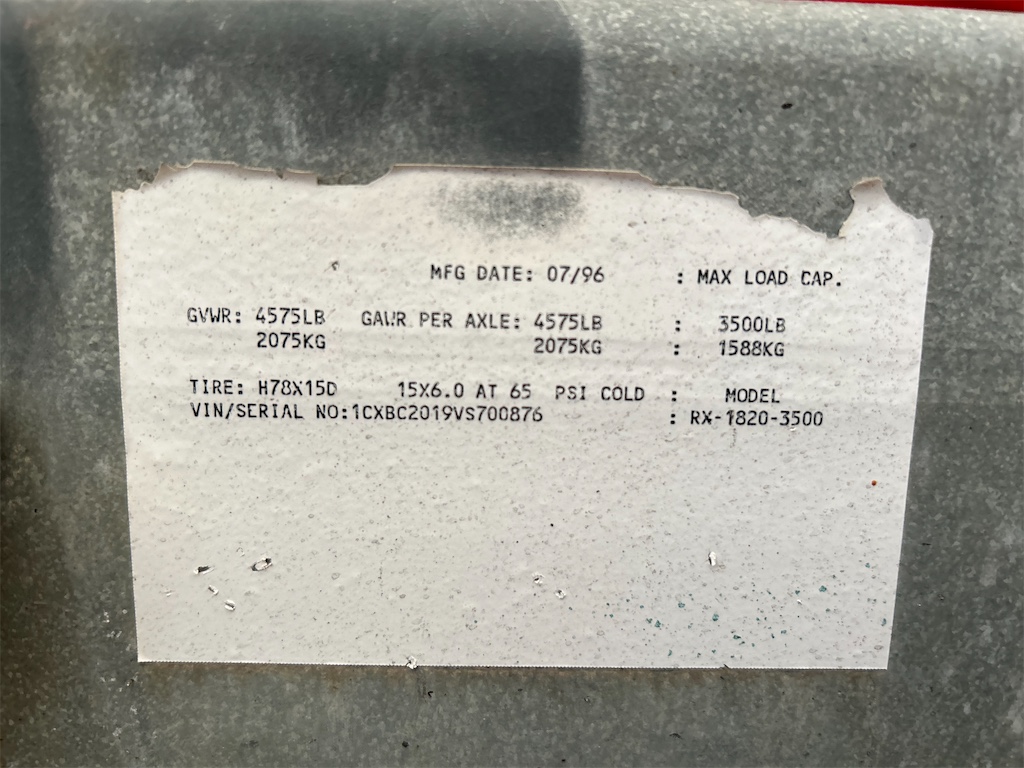 MFG DATE: 07/96 : MAX LOAD CAP.
GVWR: 4575LB GAWR PER AXLE: 4575LB : 3500LB
2075KG 2075KG : 1588KG
TIRE: H78X15D 15X6.0 AT 65 PSI COLD : MODEL
VIN/SERIAL NO:1CXBC2019VS700876 : RX-1820-3500